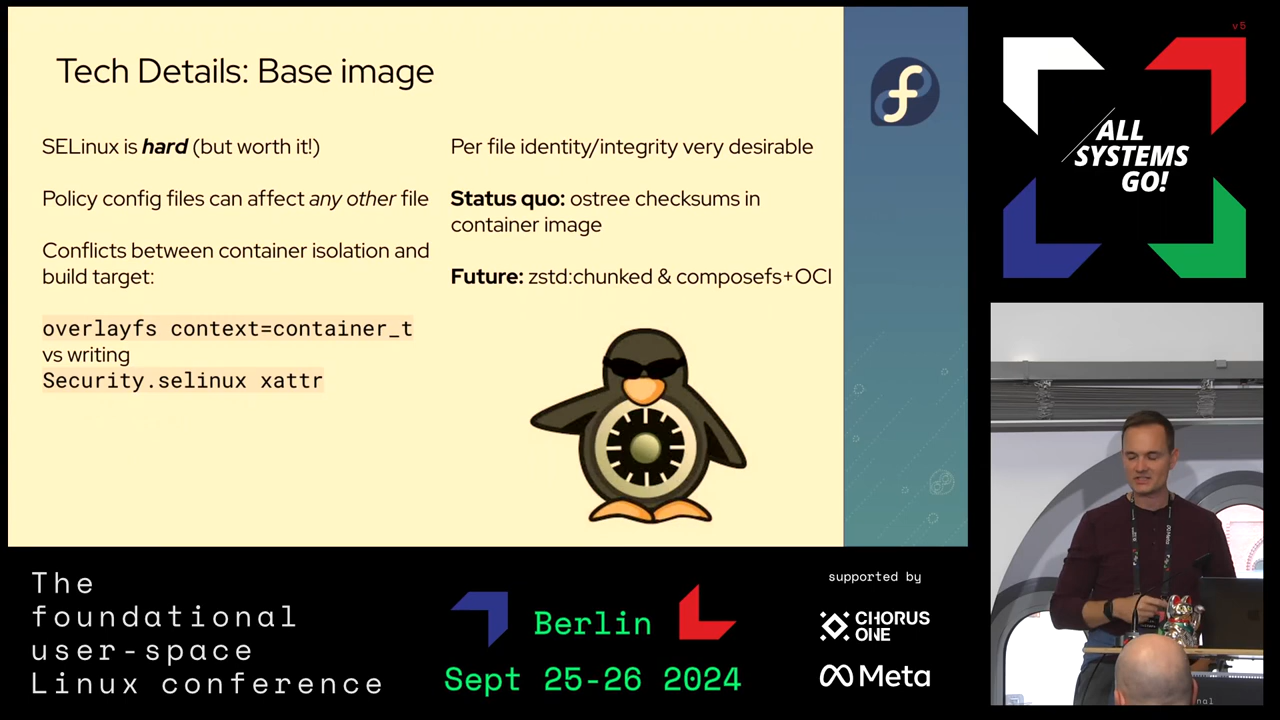 Tech Details: Base image
SELinux is hard (but worth it!)
Policy config files can affect any other file
Conflicts between container isolation and
build target:
overlayfs context=container_t
vs writing
Security.selinux xattr
Per file identity/integrity very desirable
Status quo: ostree checksums in
container image
Future: zstd:chunked & composefs+OCI
v5
ALL
SYSTEMS
GO!
The
foundational
user-space
Linux conference
Berlin
Sept 25-26 2024
supported by
CHORUS
ONE
Meta